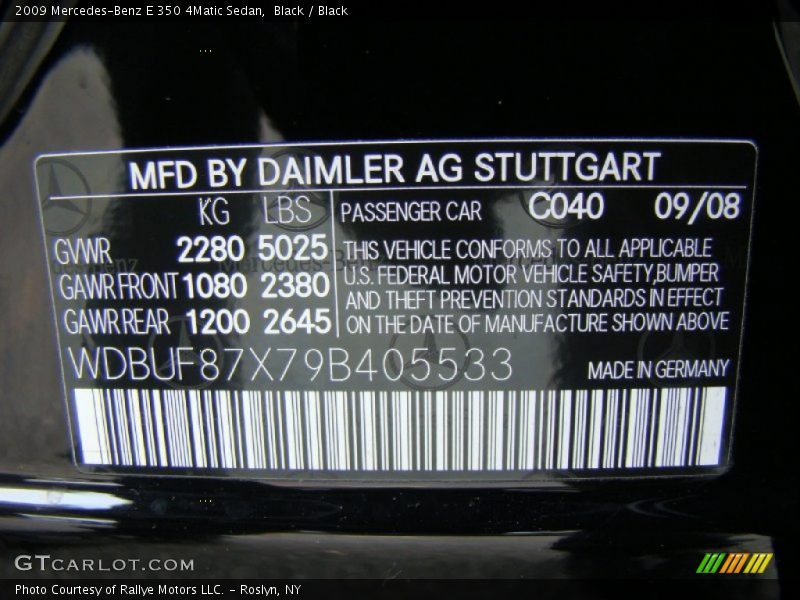 2009 Mercedes-Benz E 350 4Matic Sedan,  Black / Black
MFD BY DAIMLER AG STUTTGART
KG LBS PASSENGER CAR C040 09/08
GVWR 2280 5025 THIS VEHICLE CONFORMS TO ALL APPLICABLE
GAWR FRONT 1080 2380 U.S. FEDERAL MOTOR VEHICLE SAFETY,BUMPER
AND THEFT PREVENTION STANDARDS IN EFFECT
GAWR REAR 1200 2645 ON THE DATE OF MANUFACTURE SHOWN ABOVE
WDBUF87X79B405533 MADE IN GERMANY
GTCARLOT.COM
Photo Courtesy of Rallye Motors LLC. - Roslyn, NY